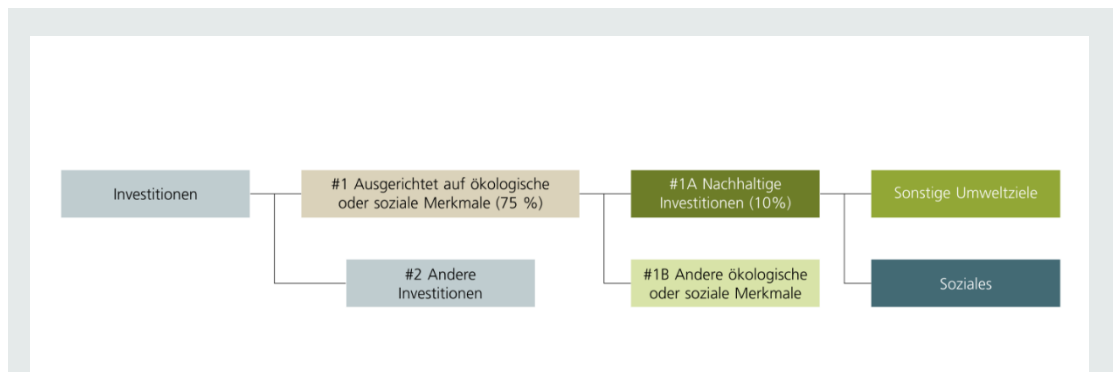 Investitionen
#1 Ausgerichtet auf ökologische
oder soziale Merkmale (75 %)
#1A Nachhaltige
Investitionen (10%)
Sonstige Umweltziele
#2 Andere
Investitionen
#1B Andere ökologische
oder soziale Merkmale
Soziales